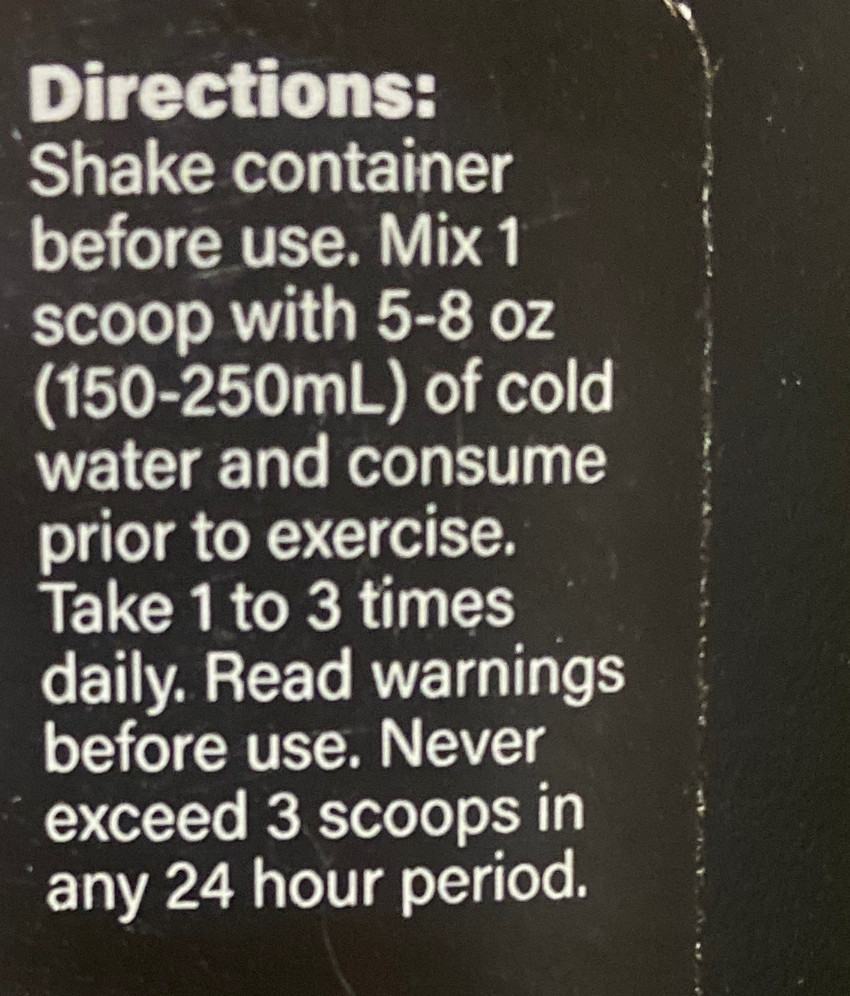 Directions:
Shake container
before use. Mix 1
scoop with 5-8 oz
(150-250mL) of cold
water and consume
prior to exercise.
Take 1 to 3 times
daily. Read warnings
before use. Never
exceed 3 scoops in
any 24 hour period.